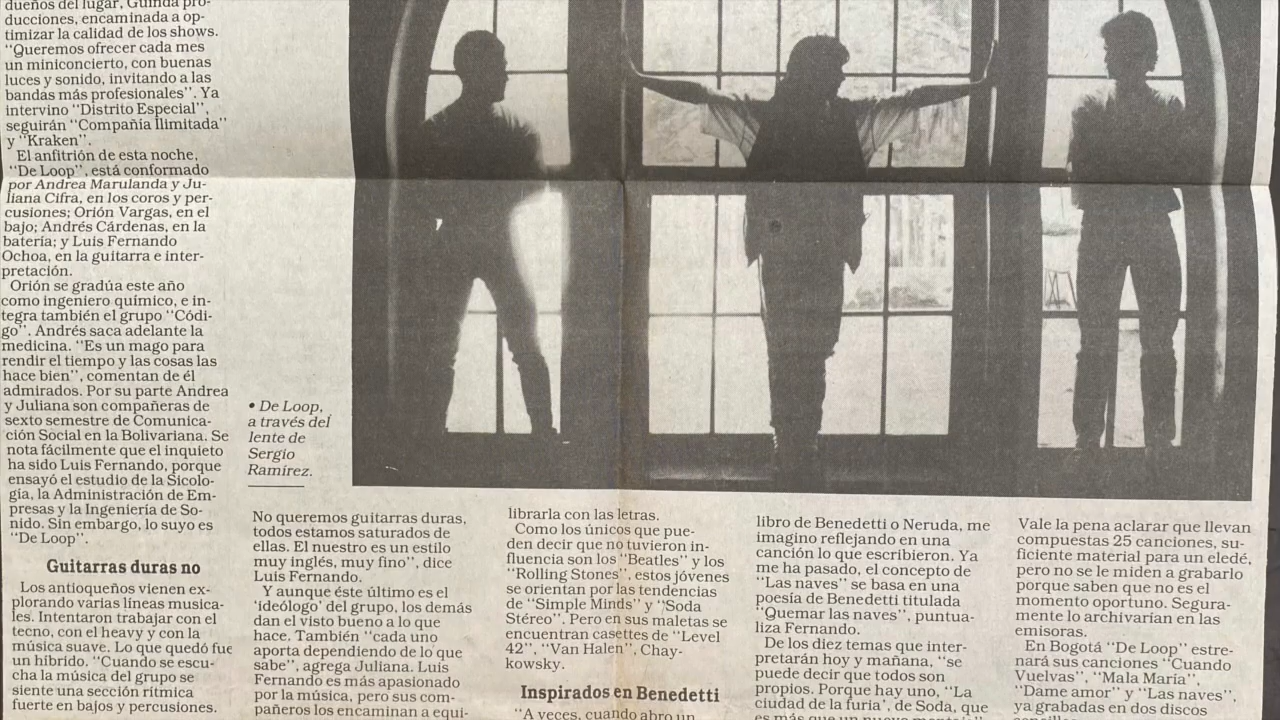 dueños del lugar, Guinda pro-
ducciones, encaminada a op-
timizar la calidad de los shows.
“Queremos ofrecer cada mes
un miniconcierto, con buenas
luces y sonido, invitando a las
bandas más profesionales”. Ya
intervino “Distrito Especial”,
seguirán “Compañia Ilimitada”
y “Kraken”.
El anfitrión de esta noche,
“De Loop”, está conformado
por Andrea Marulanda y Ju-
liana Cifra, en los coros y per-
cusiones; Orión Vargas, en el
bajo; Andrés Cárdenas, en la
batería; y Luis Fernando
Ochoa, en la guitarra e inter-
pretación.
Orión se gradúa este año
como ingeniero químico, e in-
tegra también el grupo “Códi-
go”. Andrés saca adelante la
medicina. “Es un mago para
rendir el tiempo y las cosas las
hace bien”, comentan de él
admirados. Por su parte Andrea
y Juliana son compañeras de
sexto semestre de Comunica-
ción Social en la Bolivariana. Se
nota fácilmente que el inquieto
ha sido Luis Fernando, porque
ensayó el estudio de la Sicolo-
gía, la Administración de Em-
presas y la Ingeniería de So-
nido. Sin embargo, lo suyo es
“De Loop”.
Guitarras duras no
Los antioqueños vienen ex-
plorando varias líneas musica-
les. Intentaron trabajar con el
tecno, con el heavy y con la
música suave. Lo que quedó fue
un híbrido. “Cuando se escu-
cha la música del grupo se
siente una sección rítmica
fuerte en bajos y percusiones.
• De Loop,
a través del
lente de
Sergio
Ramírez.
No queremos guitarras duras,
todos estamos saturados de
ellas. El nuestro es un estilo
muy inglés, muy fino”, dice
Luis Fernando.
Y aunque éste último es el
‘ideólogo’ del grupo, los demás
dan el visto bueno a lo que
hace. También “cada uno
aporta dependiendo de lo que
sabe”, agrega Juliana. Luis
Fernando es más apasionado
por la música, pero sus com-
pañeros los encaminan a equi-
librarla con las letras.
Como los únicos que pue-
den decir que no tuvieron in-
fluencia son los “Beatles” y los
“Rolling Stones”, estos jóvenes
se orientan por las tendencias
de “Simple Minds” y “Soda
Stéreo”. Pero en sus maletas se
encuentran casetes de “Level
42”, “Van Halen”, Chay-
kowsky.
Inspirados en Benedetti
“A veces, cuando abro un
libro de Benedetti o Neruda, me
imagino reflejando en una
canción lo que escribieron. Ya
me ha pasado, el concepto de
“Las naves” se basa en una
poesía de Benedetti titulada
“Quemar las naves”, puntua-
liza Fernando.
De los diez temas que inter-
pretarán hoy y mañana, “se
puede decir que todos son
propios. Porque hay uno, “La
ciudad de la furia’, de Soda, que
es más que un nuevo
Vale la pena aclarar que llevan
compuestas 25 canciones, su-
ficiente material para un eledé,
pero no se le miden a grabarlo
porque saben que no es el
momento oportuno. Segura-
mente lo archivarían en las
emisoras.
En Bogotá “De Loop” estre-
nará sus canciones “Cuando
Vuelvas”, “Mala María”,
“Dame amor” y “Las naves”,
ya grabadas en dos discos